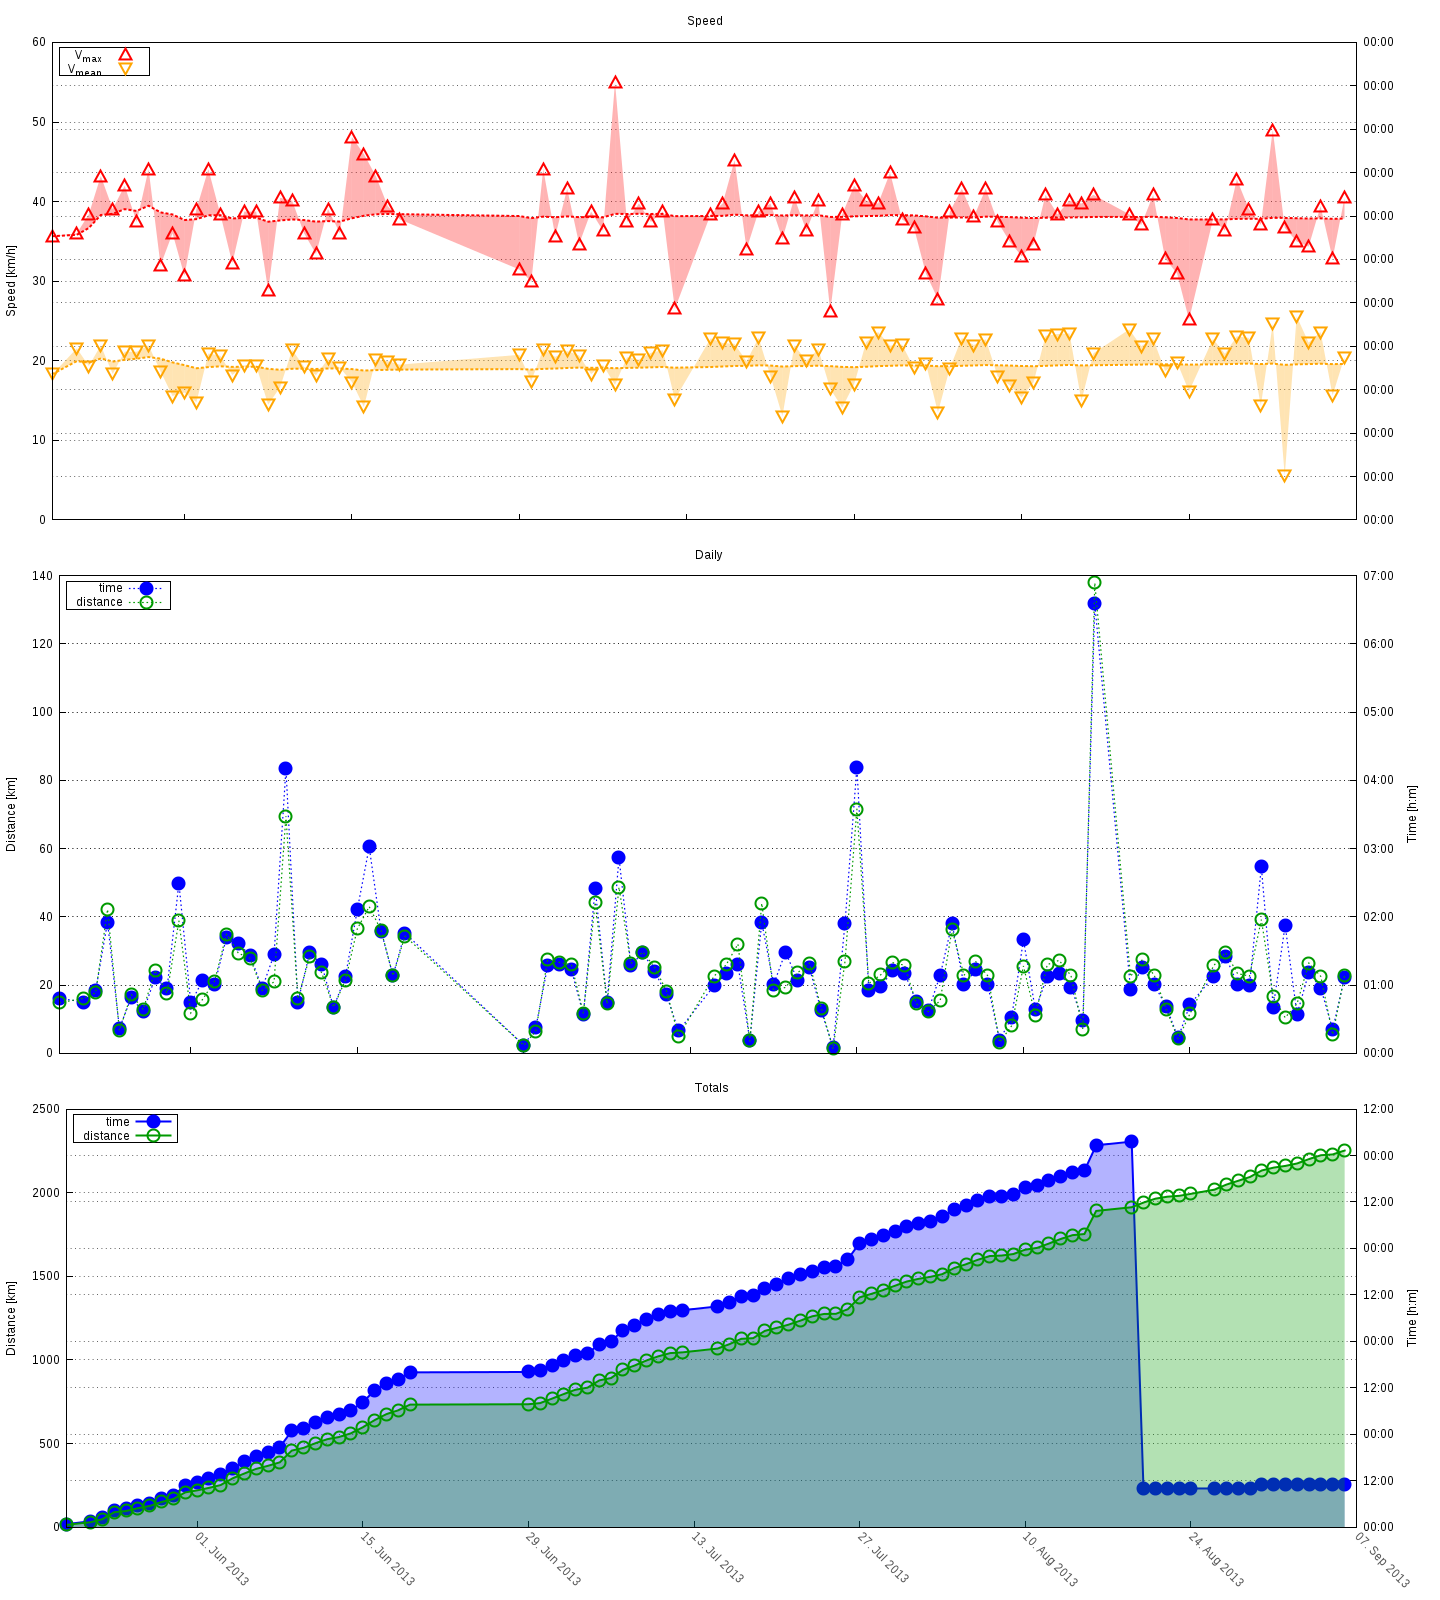 Speed
60
50
40
30
20
10
0
Speed [km/h]
Vmax
Vmean
00:00
00:00
00:00
00:00
00:00
00:00
00:00
00:00
00:00
00:00
00:00
00:00
Daily
140
120
100
80
60
40
20
0
Distance [km]
time
distance
07:00
06:00
05:00
04:00
03:00
02:00
01:00
00:00
Time [h:m]
Totals
2500
2000
1500
1000
500
0
Distance [km]
time
distance
12:00
00:00
12:00
00:00
12:00
00:00
12:00
00:00
12:00
00:00
Time [h:m]
01. Jun 2013
15. Jun 2013
29. Jun 2013
13. Jul 2013
27. Jul 2013
10. Aug 2013
24. Aug 2013
07. Sep 2013